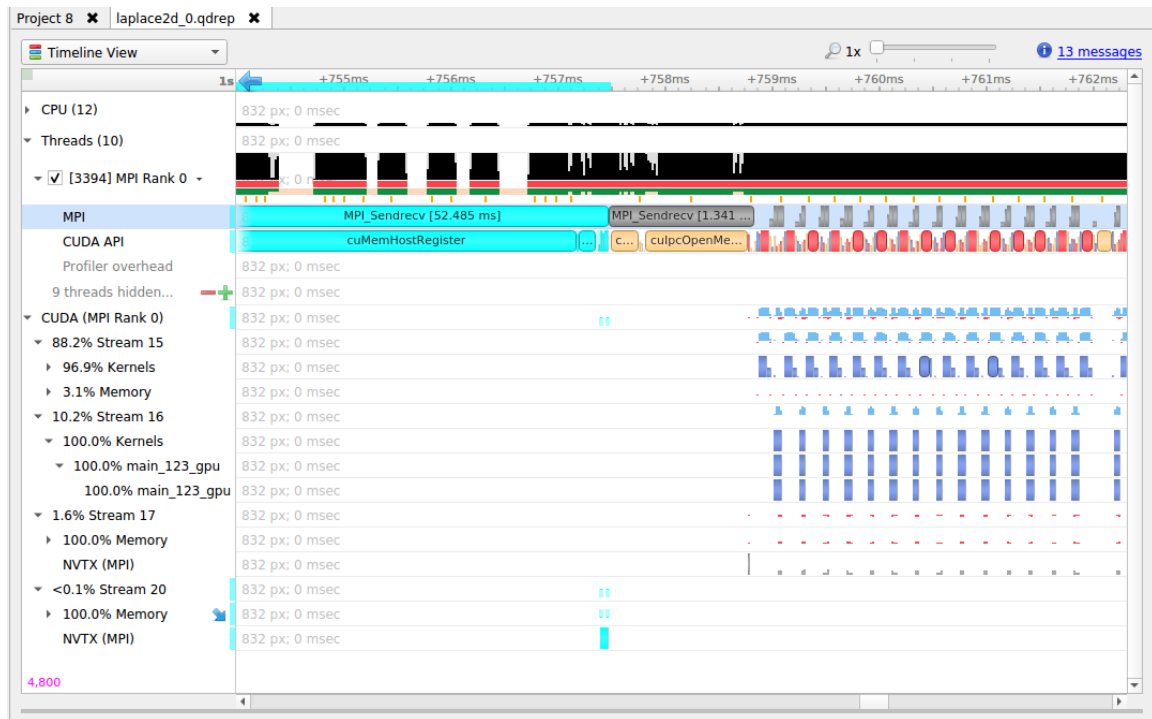 Project 8 ✖ laplace2d_0.qdrep ✖
Timeline View 1x 13 messages
1s +755ms +756ms +757ms +758ms +759ms +760ms +761ms +762ms
CPU (12) 832 px; 0 msec
Threads (10) 832 px; 0 msec
[3394] MPI Rank 0
MPI MPI_Sendrecv [52.485 ms] MPI_Sendrecv [1.341 ...
CUDA API cuMemHostRegister ... c... cuIpcOpenMe...
Profiler overhead 832 px; 0 msec
9 threads hidden... 832 px; 0 msec
CUDA (MPI Rank 0) 832 px; 0 msec
88.2% Stream 15 832 px; 0 msec
96.9% Kernels 832 px; 0 msec
3.1% Memory 832 px; 0 msec
10.2% Stream 16 832 px; 0 msec
100.0% Kernels 832 px; 0 msec
100.0% main_123_gpu 832 px; 0 msec
100.0% main_123_gpu 832 px; 0 msec
1.6% Stream 17 832 px; 0 msec
100.0% Memory 832 px; 0 msec
NVTX (MPI) 832 px; 0 msec
<0.1% Stream 20 832 px; 0 msec
100.0% Memory 832 px; 0 msec
NVTX (MPI) 832 px; 0 msec
4,800